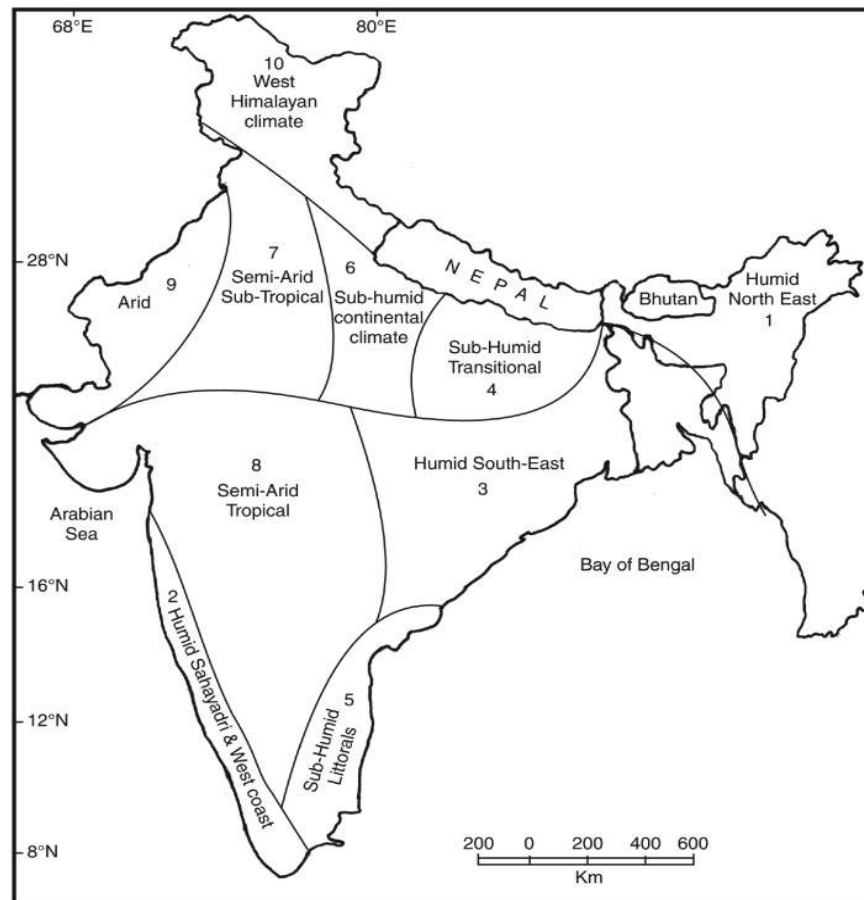 68°E
80°E
10
West
Himalayan
climate
28°N
9
Arid
7
Semi-Arid
Sub-Tropical
6
Sub-humid
continental
climate
NEPAL
Bhutan
Humid
North East
1
Sub-Humid
Transitional
4
8
Semi-Arid
Tropical
Humid South-East
3
Arabian
Sea
Bay of Bengal
16°N
2 Humid Sahayadri & West coast
5
Sub-Humid
Littorals
12°N
8°N
200 0 200 400 600
Km